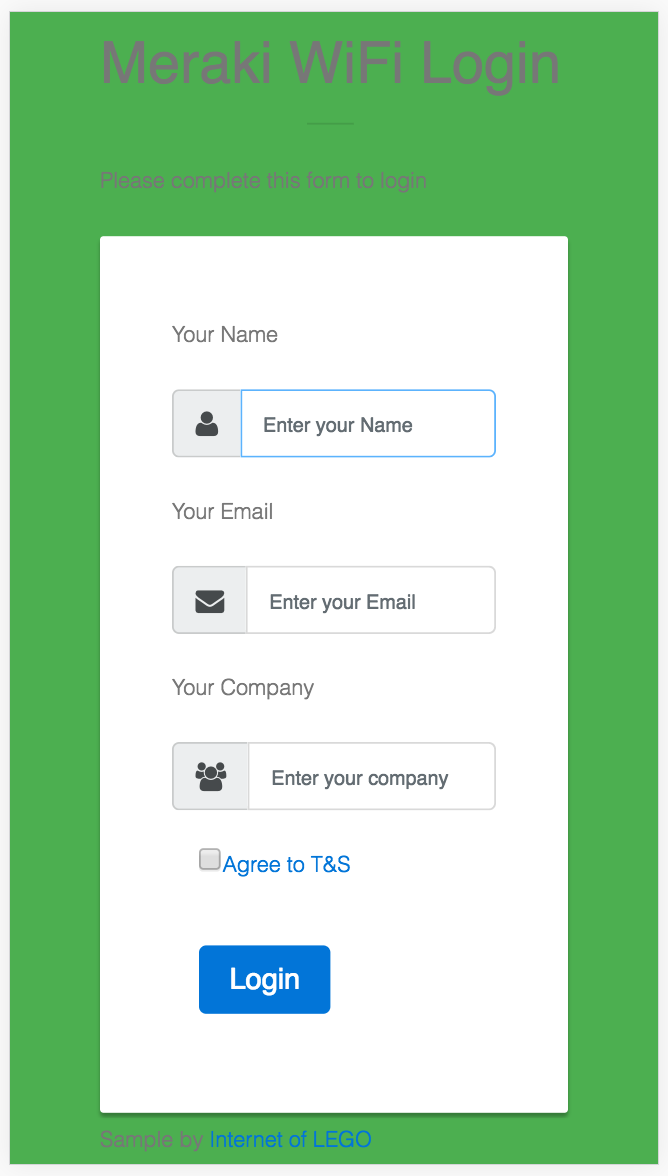 Meraki WiFi Login
Please complete this form to login
Your Name
Enter your Name
Your Email
Enter your Email
Your Company
Enter your company
Agree to T&S
Login
Sample by Internet of LEGO